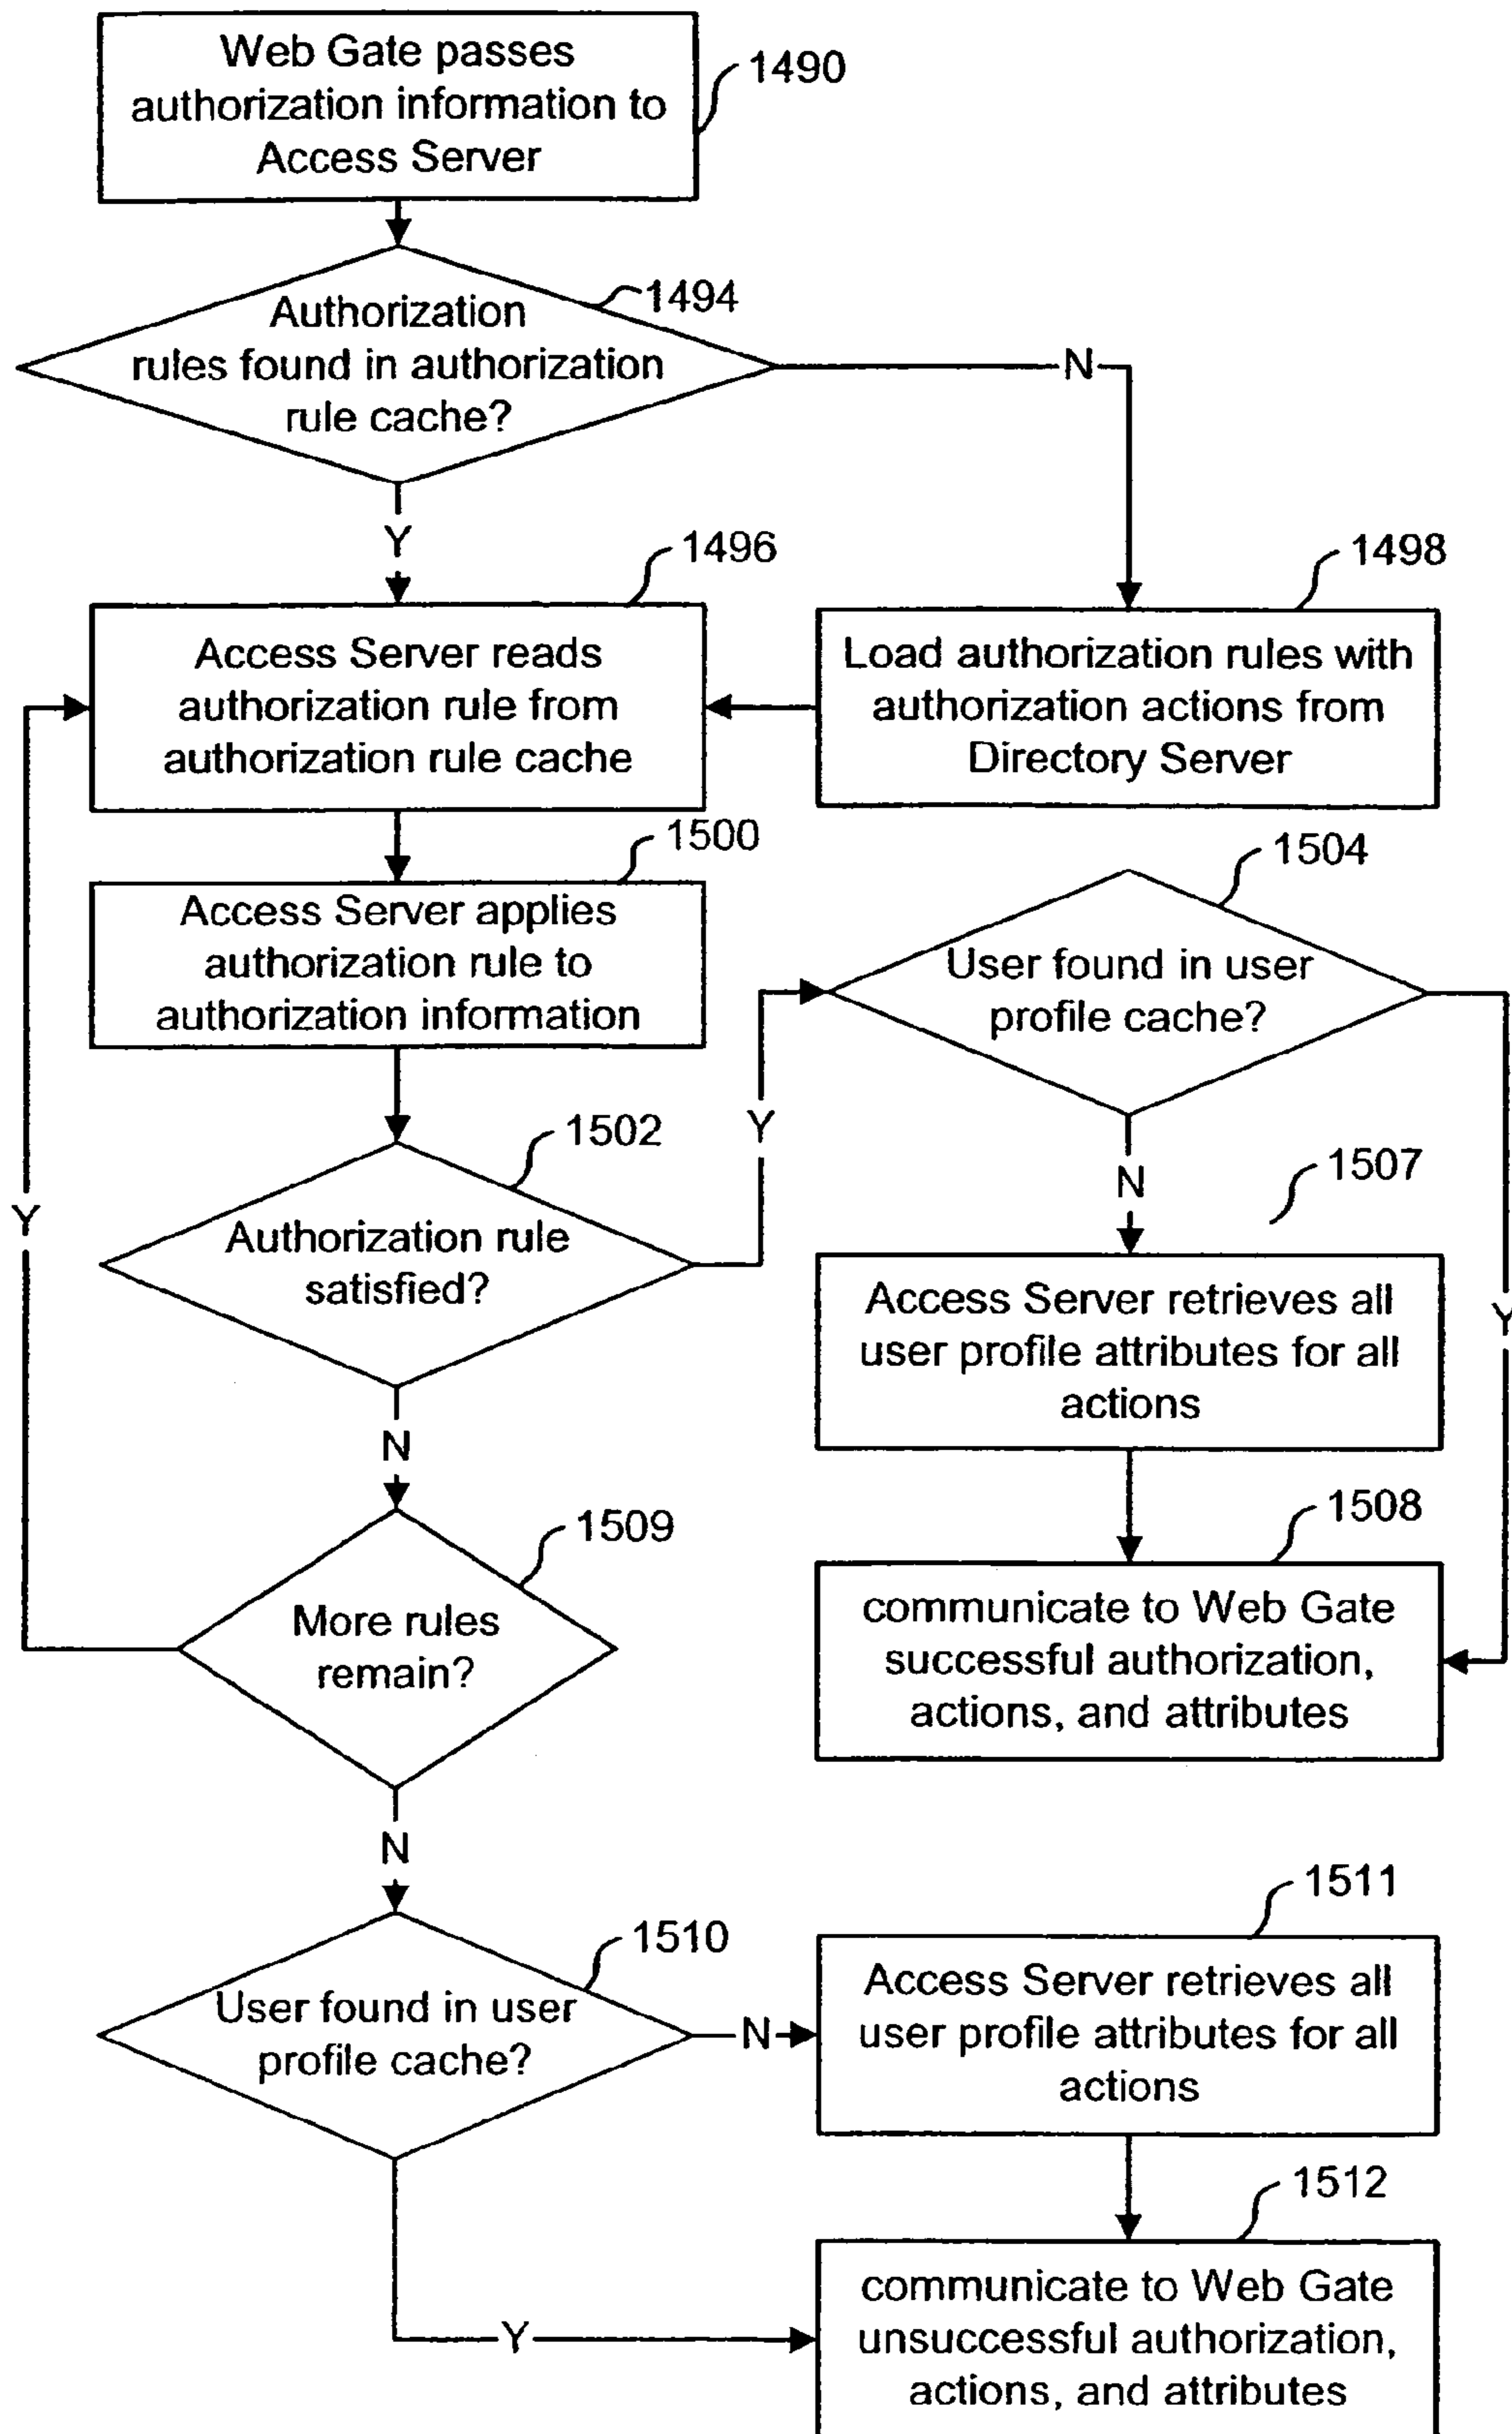 Web Gate passes
authorization information to
Access Server
1490
Authorization
rules found in authorization
rule cache?
1494
N
Y
1496
Access Server reads
authorization rule from
authorization rule cache
1498
Load authorization rules with
authorization actions from
Directory Server
1500
Access Server applies
authorization rule to
authorization information
1504
User found in user
profile cache?
Y
1502
Authorization rule
satisfied?
Y
N
1507
Access Server retrieves all
user profile attributes for all
actions
Y
N
1508
communicate to Web Gate
successful authorization,
actions, and attributes
1509
More rules
remain?
N
1510
User found in user
profile cache?
N
1511
Access Server retrieves all
user profile attributes for all
actions
Y
1512
communicate to Web Gate
unsuccessful authorization,
actions, and attributes